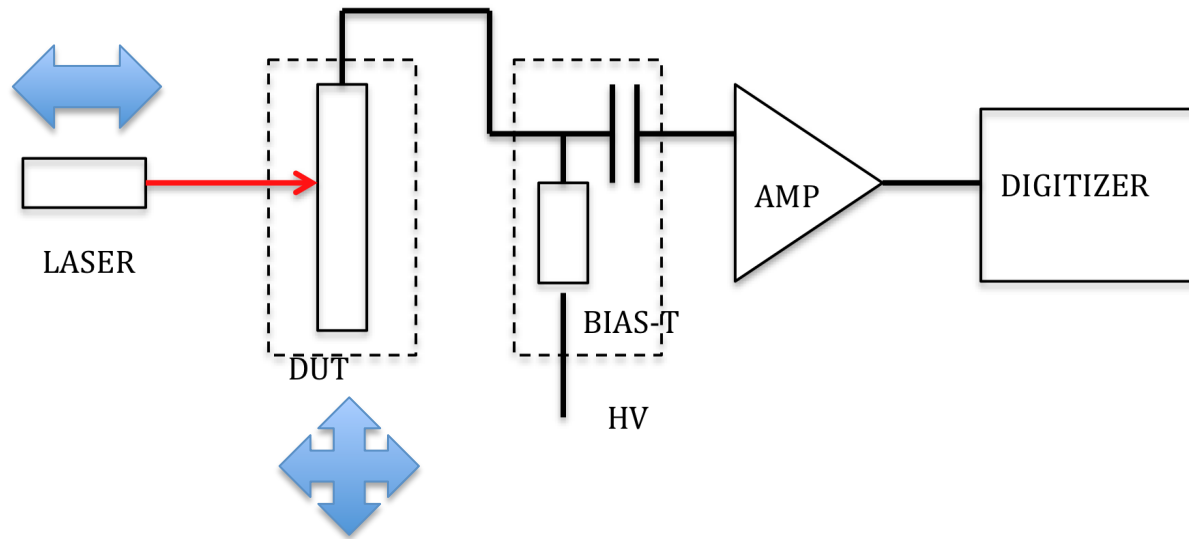 LASER
DUT
BIAS-T
HV
AMP
DIGITIZER